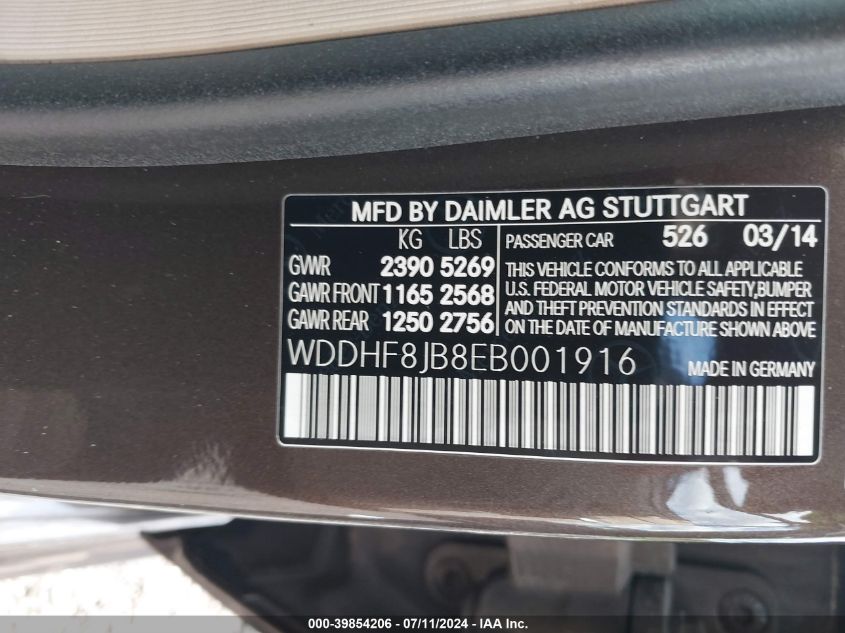 MFD BY DAIMLER AG STUTTGART
KG LBS
GVWR 2390 5269
GAWR FRONT 1165 2568
GAWR REAR 1250 2756
PASSENGER CAR 526 03/14
THIS VEHICLE CONFORMS TO ALL APPLICABLE
U.S. FEDERAL MOTOR VEHICLE SAFETY,BUMPER
AND THEFT PREVENTION STANDARDS IN EFFECT
ON THE DATE OF MANUFACTURE SHOWN ABOVE
WDDHF8JB8EB001916 MADE IN GERMANY
000-39854206 - 07/11/2024 - IAA Inc.